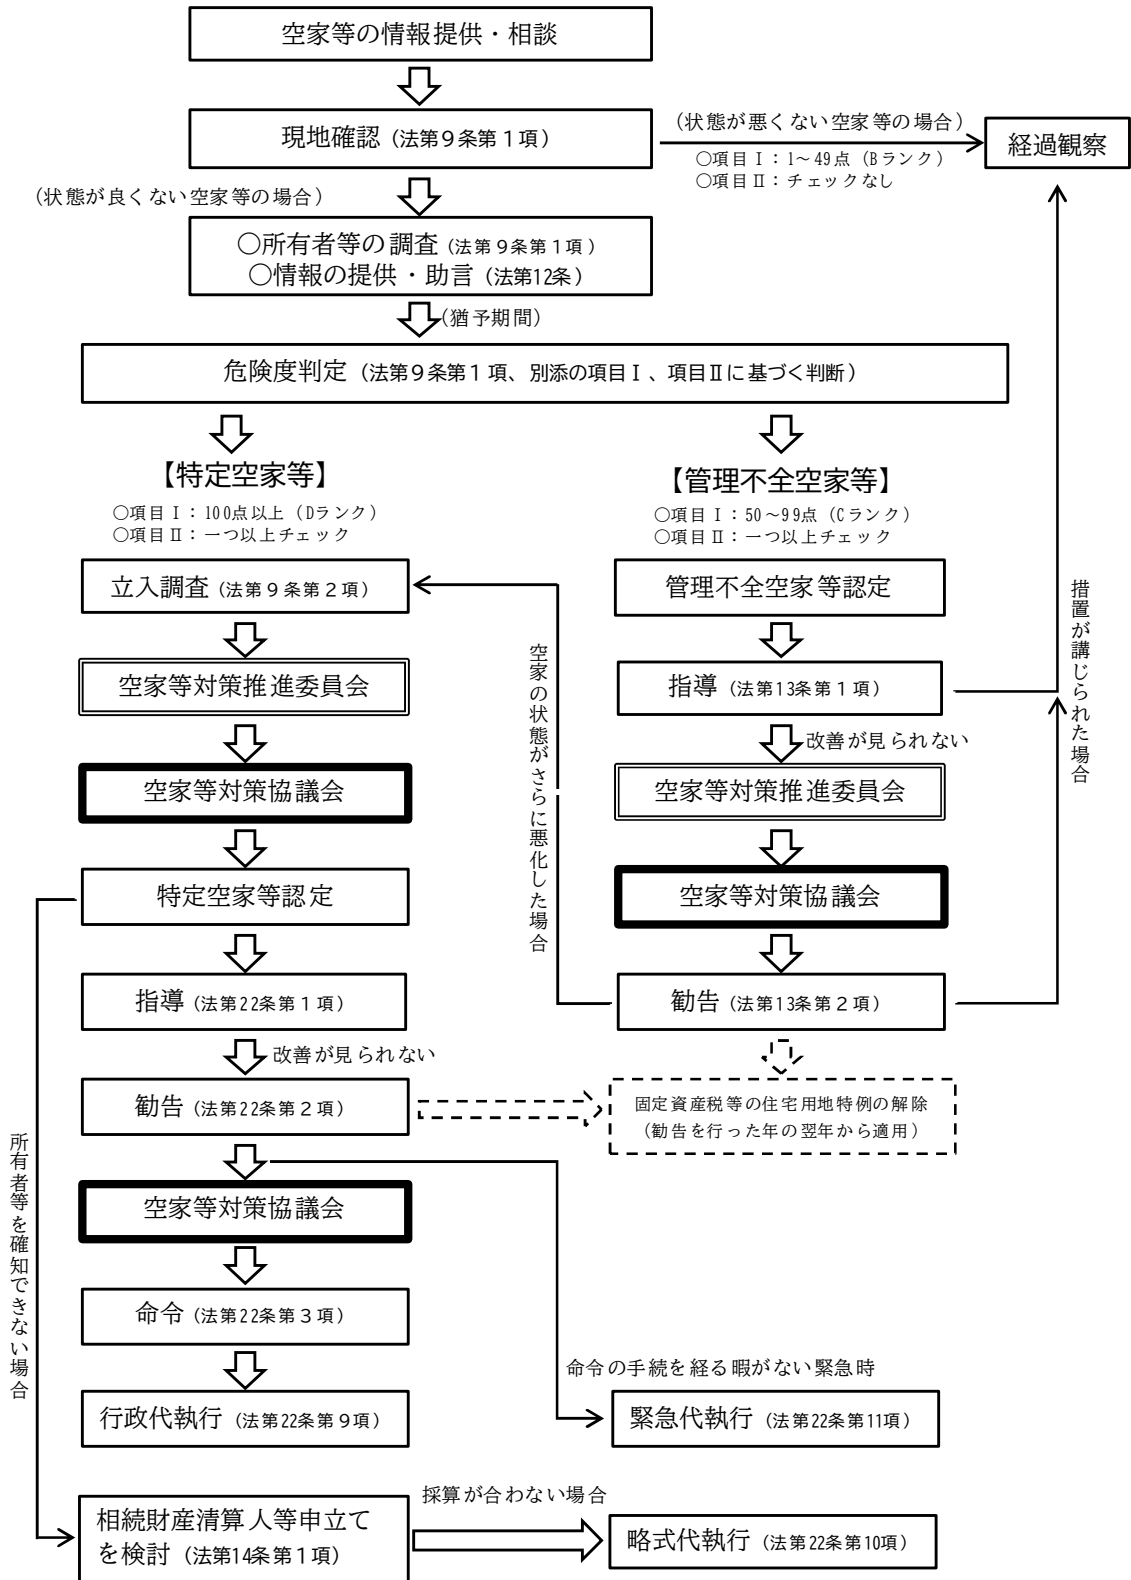 空家等の情報提供・相談
現地確認（法第９条第１項）
（状態が悪くない空家等の場合）
○項目Ⅰ：1～49点（Bランク）
○項目Ⅱ：チェックなし
経過観察
（状態が良くない空家等の場合）
○所有者等の調査（法第９条第１項）
○情報の提供・助言（法第12条）
（猶予期間）
危険度判定（法第９条第１項、別添の項目Ⅰ、項目Ⅱに基づく判断）
【特定空家等】
○項目Ⅰ：100点以上（Dランク）
○項目Ⅱ：一つ以上チェック
【管理不全空家等】
○項目Ⅰ：50～99点（Cランク）
○項目Ⅱ：一つ以上チェック
立入調査（法第９条第２項）
管理不全空家等認定
措置が講じられた場合
空家の状態がさらに悪化した場合
空家等対策推進委員会
指導（法第13条第１項）
改善が見られない
空家等対策協議会
空家等対策推進委員会
特定空家等認定
空家等対策協議会
指導（法第22条第１項）
勧告（法第13条第２項）
改善が見られない
勧告（法第22条第２項）
固定資産税等の住宅用地特例の解除
（勧告を行った年の翌年から適用）
所有者等を確知できない場合
空家等対策協議会
命令（法第22条第３項）
命令の手続を経る暇がない緊急時
行政代執行（法第22条第９項）
緊急代執行（法第22条第11項）
採算が合わない場合
相続財産清算人等申立て
を検討（法第14条第１項）
略式代執行（法第22条第10項）